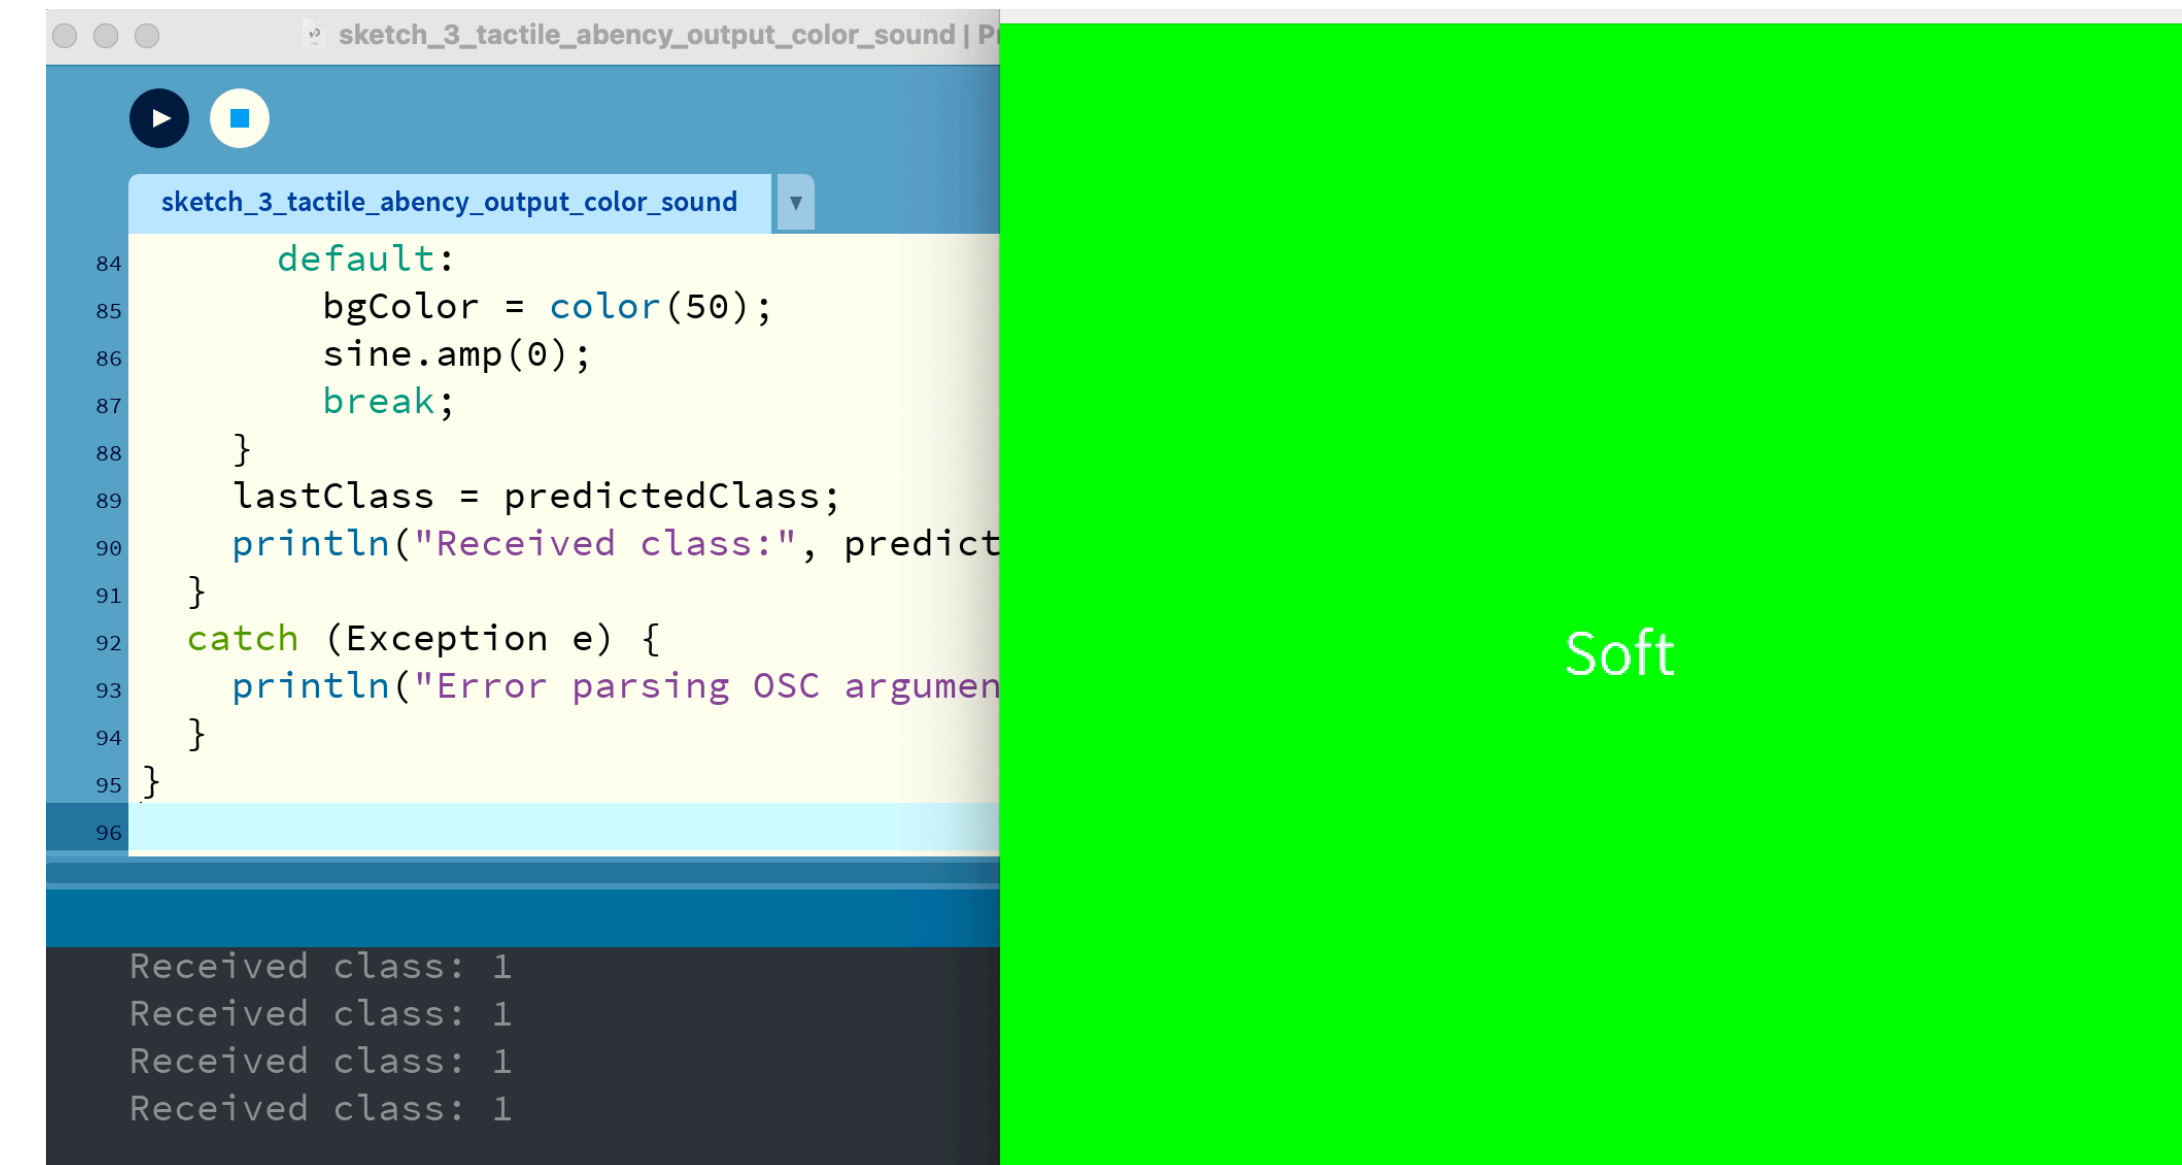 sketch_3_tactile_abency_output_color_sound | P
sketch_3_tactile_abency_output_color_sound ▼
84 default:
85 bgColor = color(50);
86 sine.amp(0);
87 break;
88 }
89 lastClass = predictedClass;
90 println("Received class:", predict
91 }
92 catch (Exception e) {
93 println("Error parsing OSC argumen
94 }
95 }
96
Received class: 1
Received class: 1
Received class: 1
Received class: 1
Soft